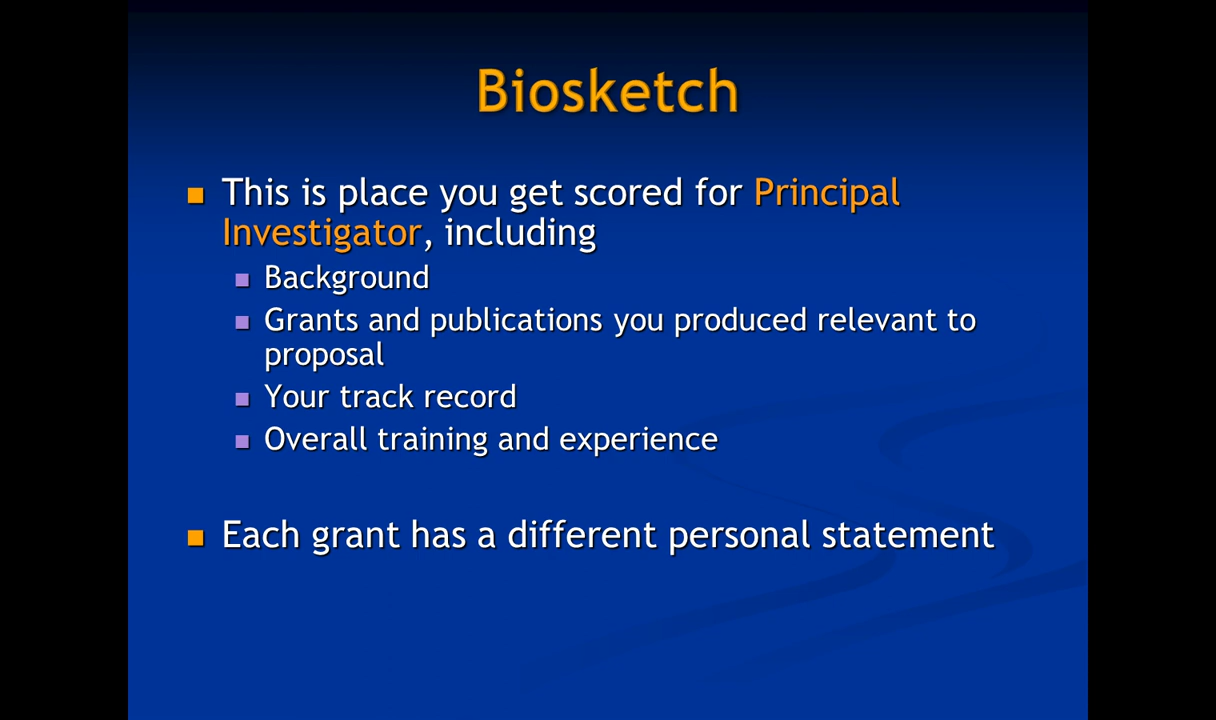 Biosketch
This is place you get scored for Principal
Investigator, including
Background
Grants and publications you produced relevant to
proposal
Your track record
Overall training and experience
Each grant has a different personal statement